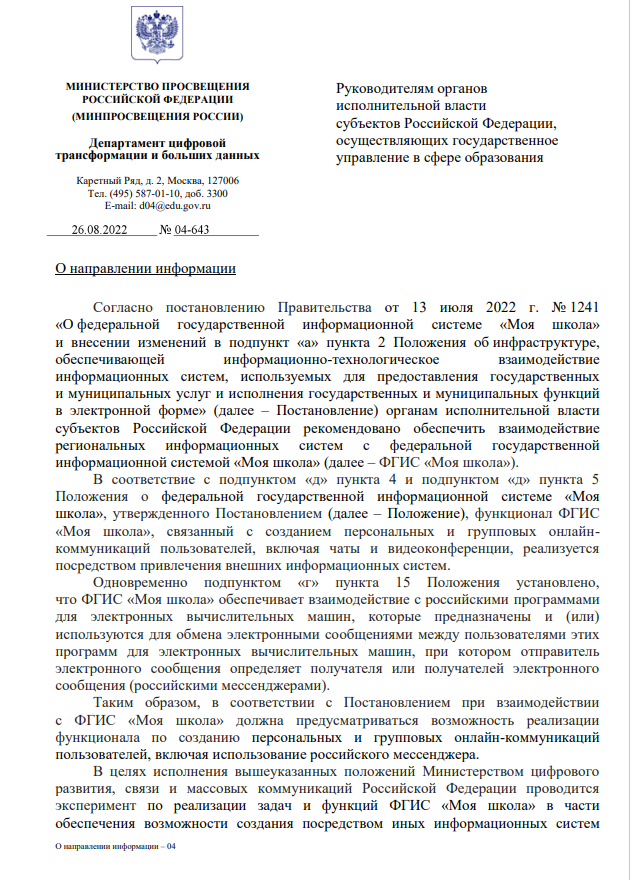 МИНИСТЕРСТВО ПРОСВЕЩЕНИЯ
РОССИЙСКОЙ ФЕДЕРАЦИИ
(МИНПРОСВЕЩЕНИЯ РОССИИ)
Департамент цифровой
трансформации и больших данных
Каретный Ряд, д. 2, Москва, 127006
Тел. (495) 587-01-10, доб. 3300
E-mail: d04@edu.gov.ru
26.08.2022 № 04-643
Руководителям органов
исполнительной власти
субъектов Российской Федерации,
осуществляющих государственное
управление в сфере образования
О направлении информации
Согласно постановлению Правительства от 13 июля 2022 г. № 1241
«О федеральной государственной информационной системе «Моя школа»
и внесении изменений в подпункт «а» пункта 2 Положения об инфраструктуре,
обеспечивающей информационно-технологическое взаимодействие
информационных систем, используемых для предоставления государственных
и муниципальных услуг и исполнения государственных и муниципальных функций
в электронной форме» (далее – Постановление) органам исполнительной власти
субъектов Российской Федерации рекомендовано обеспечить взаимодействие
региональных информационных систем с федеральной государственной
информационной системой «Моя школа» (далее – ФГИС «Моя школа»).
В соответствие с подпунктом «д» пункта 4 и подпунктом «д» пункта 5
Положения о федеральной государственной информационной системе «Моя
школа», утвержденного Постановлением (далее – Положение), функционал ФГИС
«Моя школа», связанный с созданием персональных и групповых онлайн-
коммуникаций пользователей, включая чаты и видеоконференции, реализуется
посредством привлечения внешних информационных систем.
Одновременно подпунктом «г» пункта 15 Положения установлено,
что ФГИС «Моя школа» обеспечивает взаимодействие с российскими программами
для электронных вычислительных машин, которые предназначены и (или)
используются для обмена электронными сообщениями между пользователями этих
программ для электронных вычислительных машин, при котором отправитель
электронного сообщения определяет получателя или получателей электронного
сообщения (российскими мессенджерами).
Таким образом, в соответствии с Постановлением при взаимодействии
с ФГИС «Моя школа» должна предусматриваться возможность реализации
функционала по созданию персональных и групповых онлайн-коммуникаций
пользователей, включая использование российского мессенджера.
В целях исполнения вышеуказанных положений Министерством цифрового
развития, связи и массовых коммуникаций Российской Федерации проводится
эксперимент по реализации задач и функций ФГИС «Моя школа» в части
обеспечения возможности создания посредством иных информационных систем
О направлении информации – 04